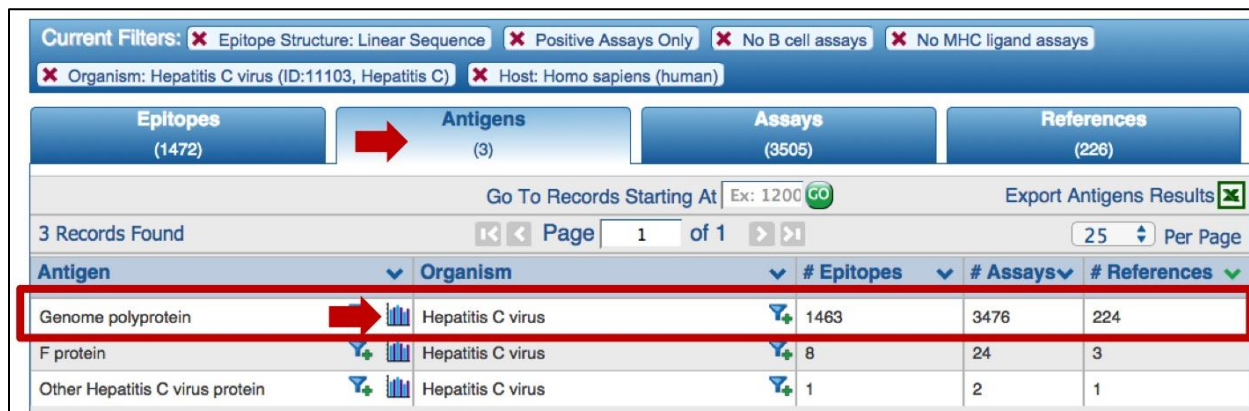 Current Filters: Epitope Structure: Linear Sequence Positive Assays Only No B cell assays No MHC ligand assays
Organism: Hepatitis C virus (ID:11103, Hepatitis C) Host: Homo sapiens (human)
Epitopes Antigens Assays References
(1472) (3) (3505) (226)
Go To Records Starting At Ex: 1200 GO Export Antigens Results
3 Records Found Page 1 of 1 25 Per Page
Antigen Organism # Epitopes # Assays # References
Genome polyprotein Hepatitis C virus 1463 3476 224
F protein Hepatitis C virus 8 24 3
Other Hepatitis C virus protein Hepatitis C virus 1 2 1